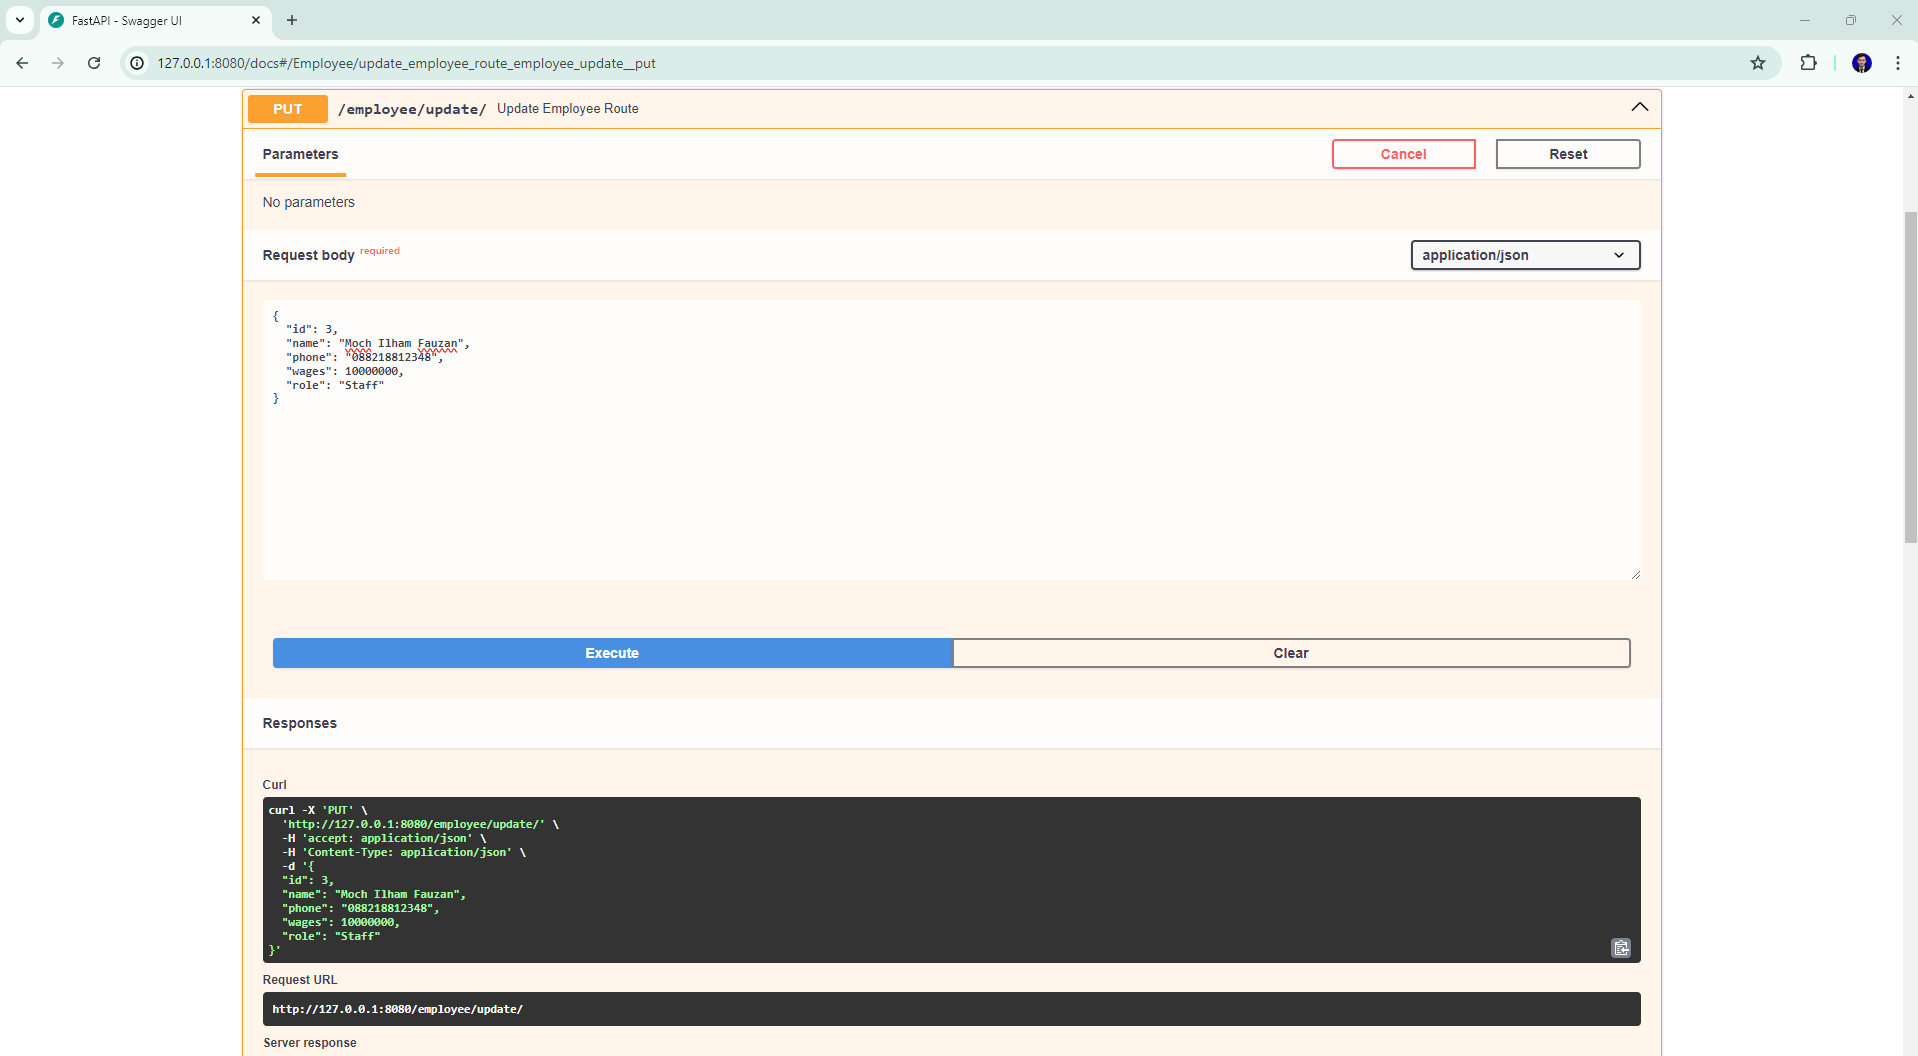 FastAPI - Swagger UI
127.0.0.1:8080/docs#/Employee/update_employee_route_employee_update__put
PUT /employee/update/ Update Employee Route
Parameters Cancel Reset
No parameters
Request body required application/json
{
"id": 3,
"name": "Moch Ilham Fauzan",
"phone": "088218812348",
"wages": 10000000,
"role": "Staff"
}
Execute Clear
Responses
Curl
curl -X 'PUT' \
'http://127.0.0.1:8080/employee/update/' \
-H 'accept: application/json' \
-H 'Content-Type: application/json' \
-d '{
"id": 3,
"name": "Moch Ilham Fauzan",
"phone": "088218812348",
"wages": 10000000,
"role": "Staff"
}'
Request URL
http://127.0.0.1:8080/employee/update/
Server response